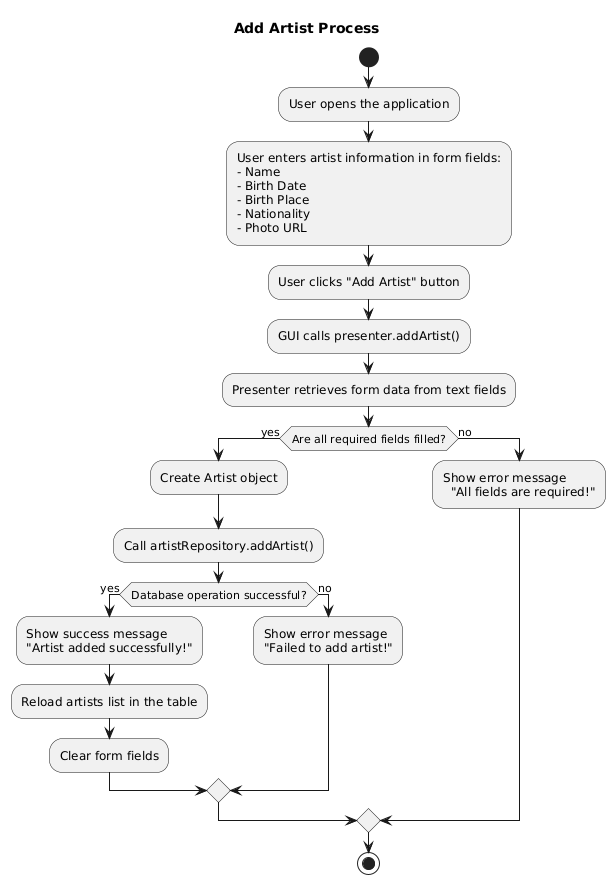 Add Artist Process
User opens the application
User enters artist information in form fields:
- Name
- Birth Date
- Birth Place
- Nationality
- Photo URL
User clicks "Add Artist" button
GUI calls presenter.addArtist()
Presenter retrieves form data from text fields
Are all required fields filled?
yes
no
Create Artist object
Call artistRepository.addArtist()
Database operation successful?
yes
no
Show success message
"Artist added successfully!"
Reload artists list in the table
Clear form fields
Show error message
"Failed to add artist!"
Show error message
"All fields are required!"